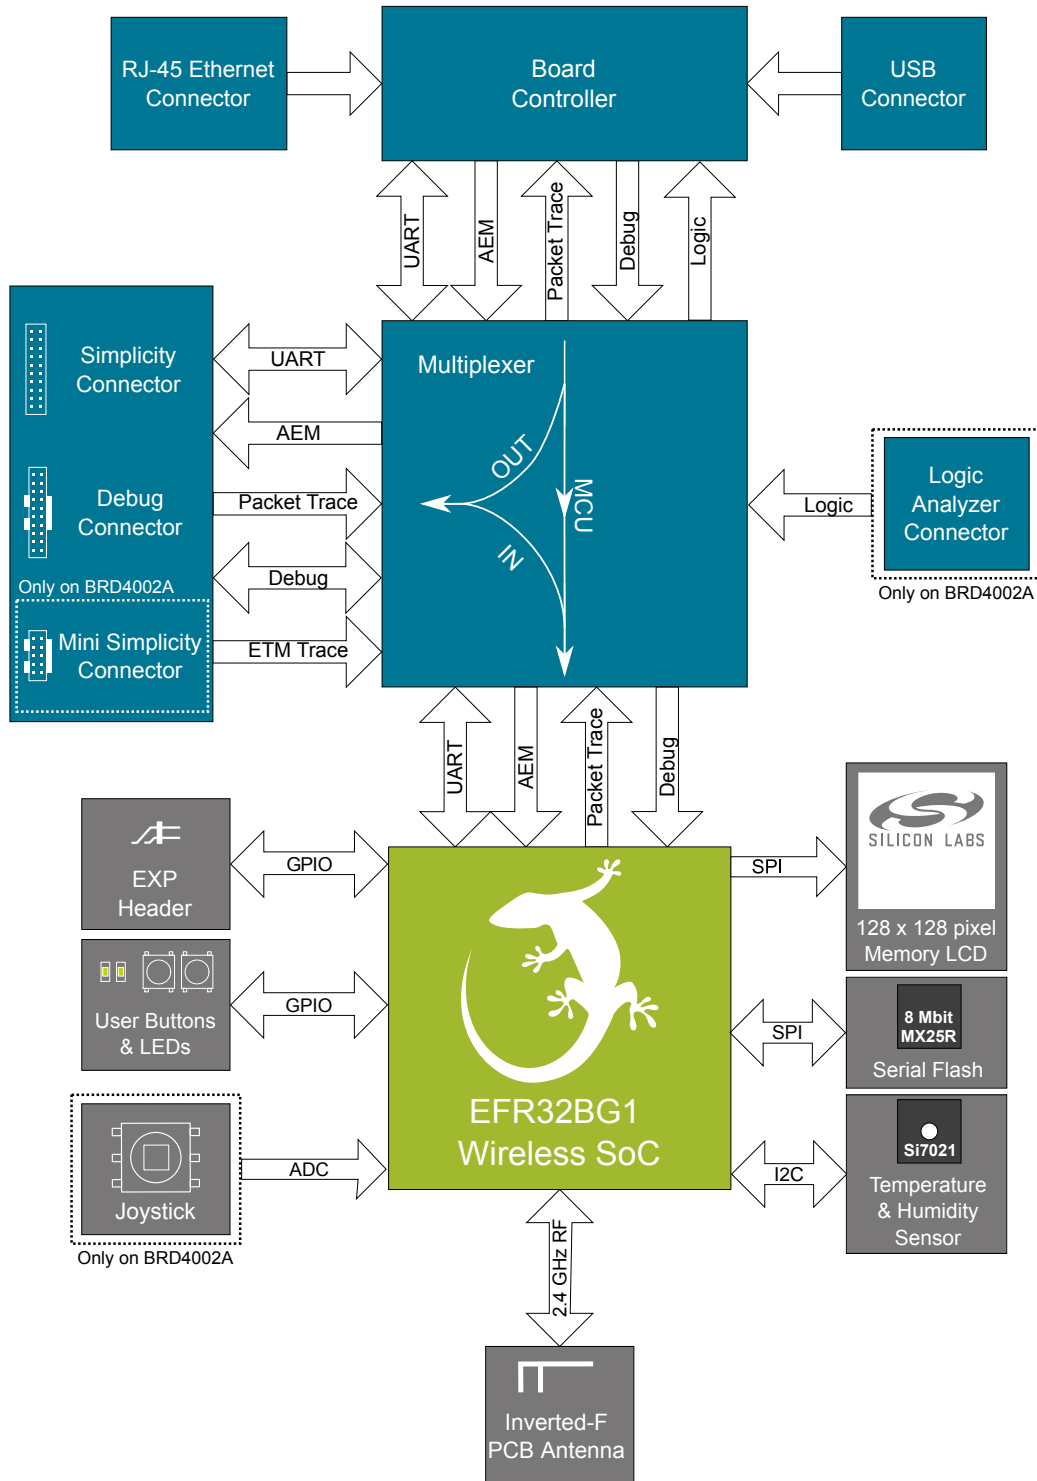 RJ-45 Ethernet
Connector
Board
Controller
USB
Connector
UART
AEM
Packet Trace
Debug
Logic
Simplicity
Connector
Debug
Connector
Only on BRD4002A
Mini Simplicity
Connector
UART
AEM
Packet Trace
Debug
ETM Trace
Multiplexer
OUT
MCU
IN
Logic
Logic
Analyzer
Connector
Only on BRD4002A
UART
AEM
Packet Trace
Debug
EXP
Header
GPIO
User Buttons
& LEDs
GPIO
Joystick
Only on BRD4002A
ADC
EFR32BG1
Wireless SoC
SPI
SILICON LABS
128 x 128 pixel
Memory LCD
SPI
8 Mbit
MX25R
Serial Flash
I2C
Si7021
Temperature
& Humidity
Sensor
2.4 GHz RF
Inverted-F
PCB Antenna